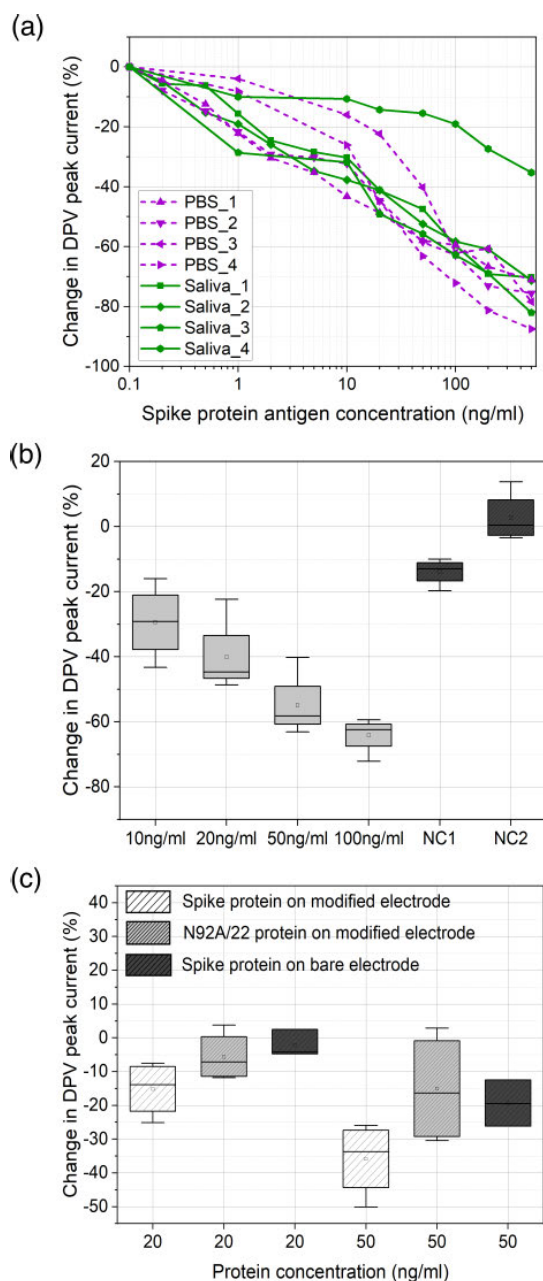 (a)
0
-20
-40
-60
-80
-100
Change in DPV peak current (%)
PBS_1
PBS_2
PBS_3
PBS_4
Saliva_1
Saliva_2
Saliva_3
Saliva_4
0.1 1 10 100
Spike protein antigen concentration (ng/ml)
(b)
20
0
-20
-40
-60
-80
Change in DPV peak current (%)
10ng/ml 20ng/ml 50ng/ml 100ng/ml NC1 NC2
(c)
40
30
20
10
0
-10
-20
-30
-40
-50
Change in DPV peak current (%)
Spike protein on modified electrode
N92A/22 protein on modified electrode
Spike protein on bare electrode
20 20 20 50 50 50
Protein concentration (ng/ml)